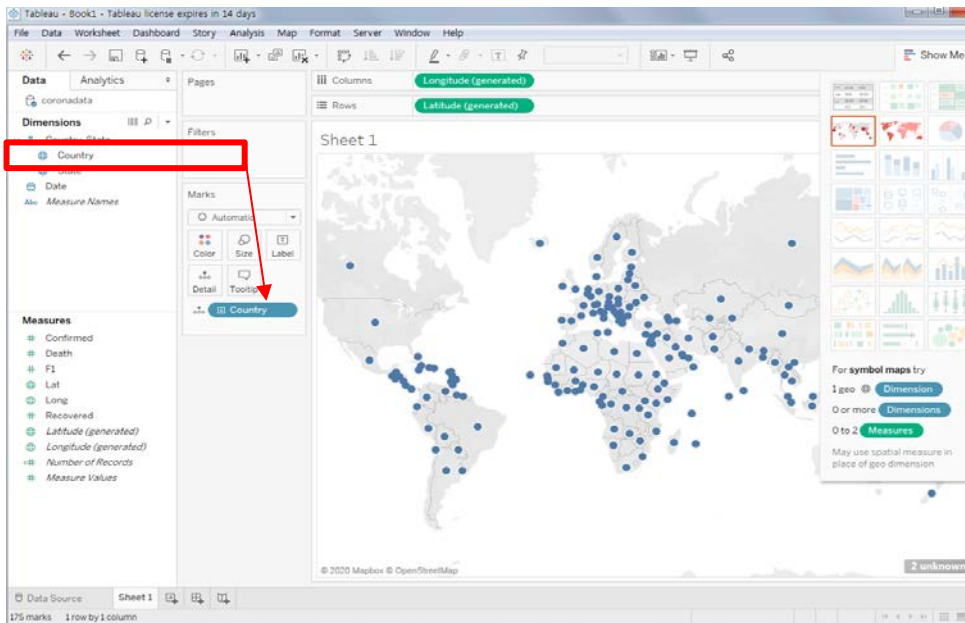 Tableau - Book1 - Tableau license expires in 14 days
File Data Worksheet Dashboard Story Analysis Map Format Server Window Help
Show Me
Data Analytics
coronadata
Dimensions
Country, State
Country
State
Date
Abc Measure Names
Measures
# Confirmed
# Death
# F1
Lat
Long
# Recovered
Latitude (generated)
Longitude (generated)
=# Number of Records
# Measure Values
Pages
Filters
Marks
Automatic
Color Size Label
Detail Tooltip
Country
Columns Longitude (generated)
Rows Latitude (generated)
Sheet 1
© 2020 Mapbox © OpenStreetMap
2 unknown
For symbol maps try
1 geo Dimension
0 or more Dimensions
0 to 2 Measures
May use spatial measure in
place of geo dimension
Data Source Sheet 1
175 marks 1 row by 1 column